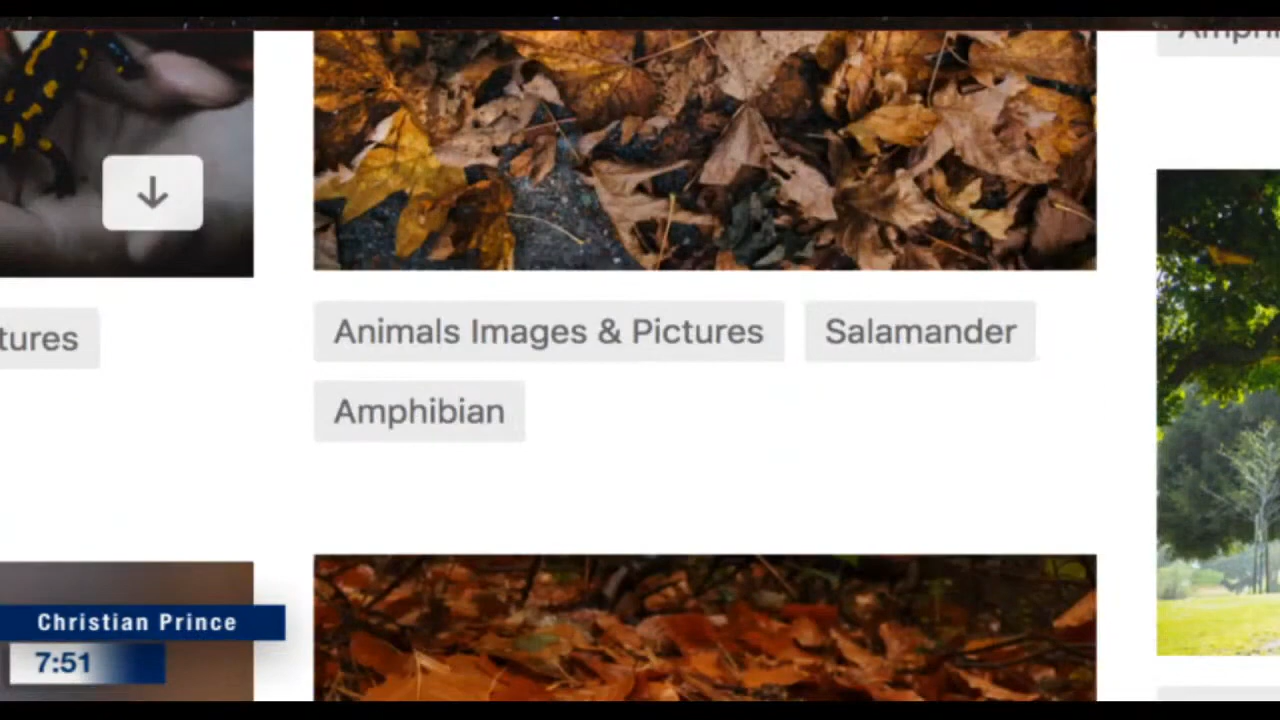 tures
Animals Images & Pictures
Salamander
Amphibian
Christian Prince
7:51